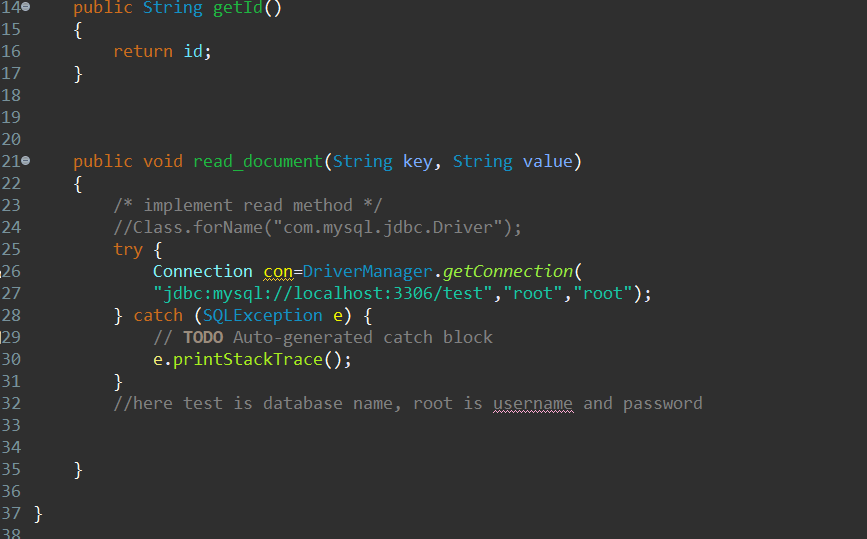 14 public String getId()
15 {
16 return id;
17 }
18
19
20
21 public void read_document(String key, String value)
22 {
23 /* implement read method */
24 //Class.forName("com.mysql.jdbc.Driver");
25 try {
26 Connection con=DriverManager.getConnection(
27 "jdbc:mysql://localhost:3306/test","root","root");
28 } catch (SQLException e) {
29 // TODO Auto-generated catch block
30 e.printStackTrace();
31 }
32 //here test is database name, root is username and password
33
34
35 }
36
37 }
38